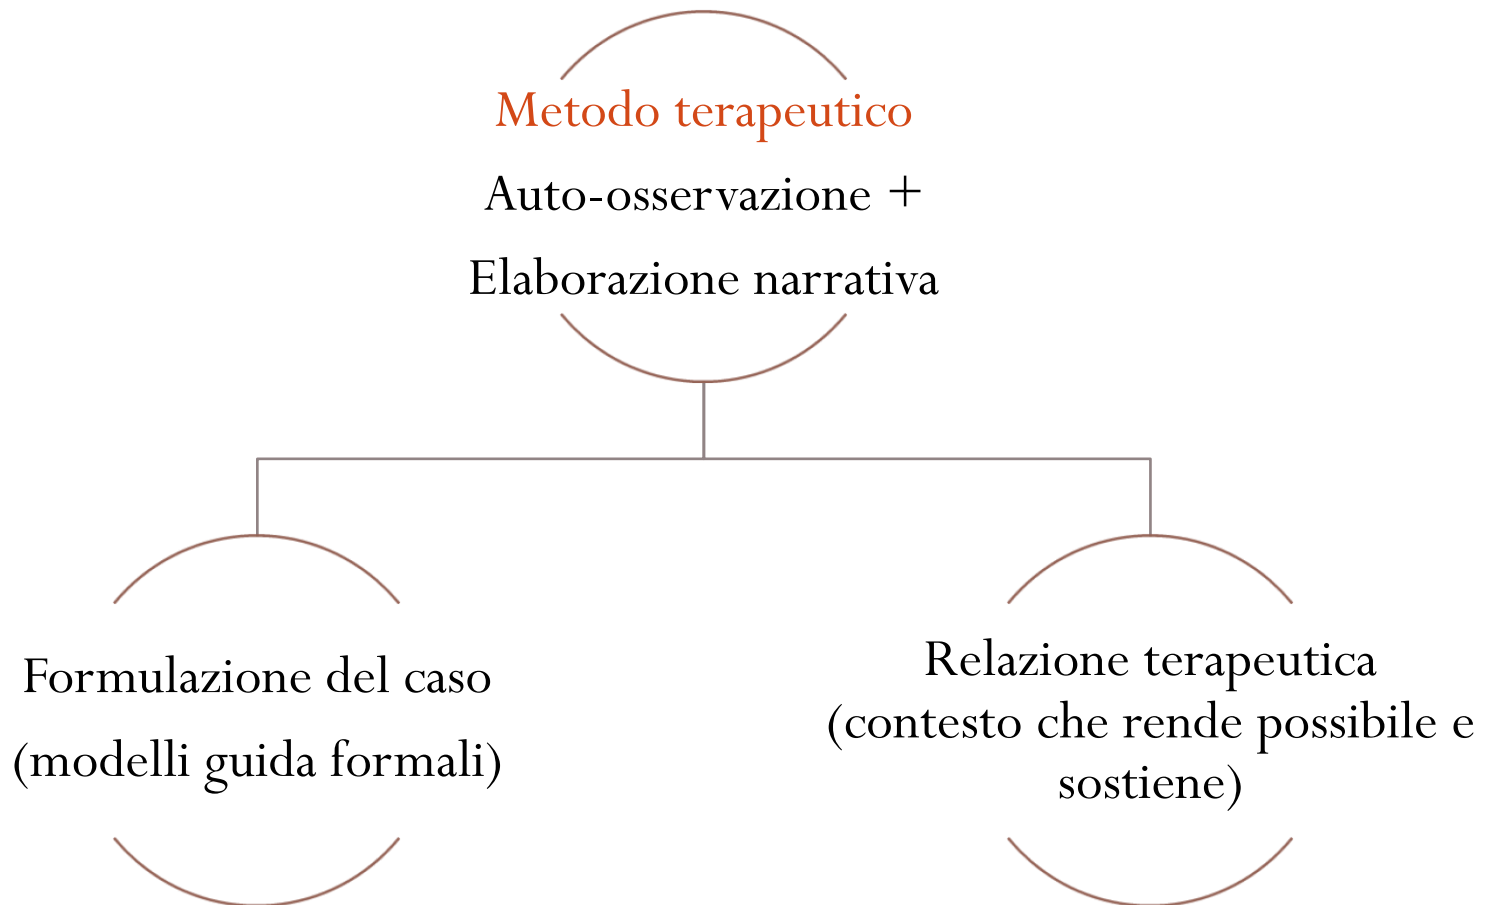 Metodo terapeutico
Auto-osservazione +
Elaborazione narrativa
Formulazione del caso
(modelli guida formali)
Relazione terapeutica
(contesto che rende possibile e
sostiene)